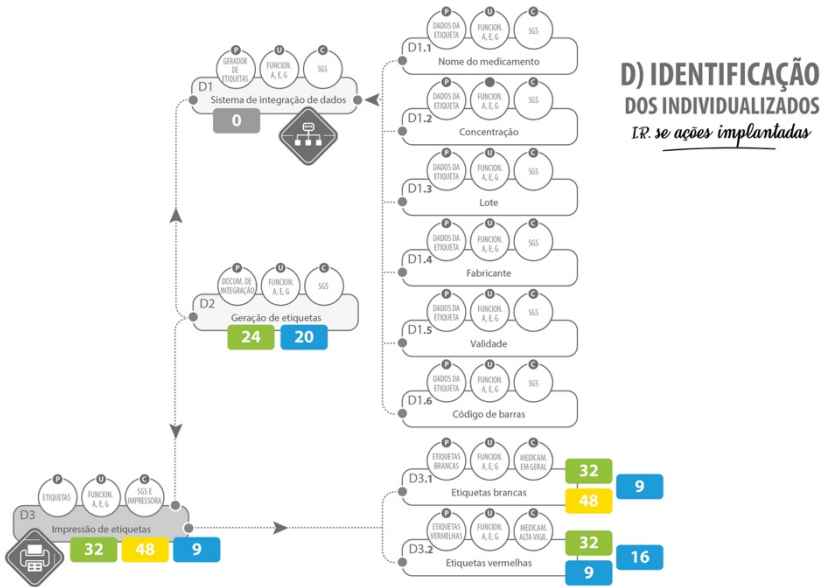 D) IDENTIFICAÇÃO
DOS INDIVIDUALIZADOS
I.R. se ações implantadas
P
U
C
GERADOR
DE
ETIQUETAS
FUNCION.
A, E, G
SGS
D1
Sistema de integração de dados
0
P
U
C
DADOS DA
ETIQUETA
FUNCION.
A, E, G
SGS
D1.1
Nome do medicamento
P
C
DADOS DA
ETIQUETA
FUNCION.
A, E, G
SGS
D1.2
Concentração
P
U
C
DADOS DA
ETIQUETA
FUNCION.
A, E, G
SGS
D1.3
Lote
P
U
C
DADOS DA
ETIQUETA
FUNCION.
A, E, G
SGS
D1.4
Fabricante
P
U
C
DADOS DA
ETIQUETA
FUNCION.
A, E, G
SGS
D1.5
Validade
P
U
C
DADOS DA
ETIQUETA
FUNCION.
A, E, G
SGS
D1.6
Código de barras
P
U
C
DOCUM. DE
INTEGRAÇÃO
FUNCION.
A, E, G
SGS
D2
Geração de etiquetas
24
20
P
U
C
ETIQUETAS
FUNCION.
A, E, G
SGS E
IMPRESSORA
D3
Impressão de etiquetas
32
48
9
P
U
C
ETIQUETAS
BRANCAS
FUNCION.
A, E, G
MEDICAM.
EM GERAL
D3.1
Etiquetas brancas
32
48
9
P
U
C
ETIQUETAS
VERMELHAS
FUNCION.
A, E, G
MEDICAM.
ALTA VIGIL.
D3.2
Etiquetas vermelhas
32
9
16